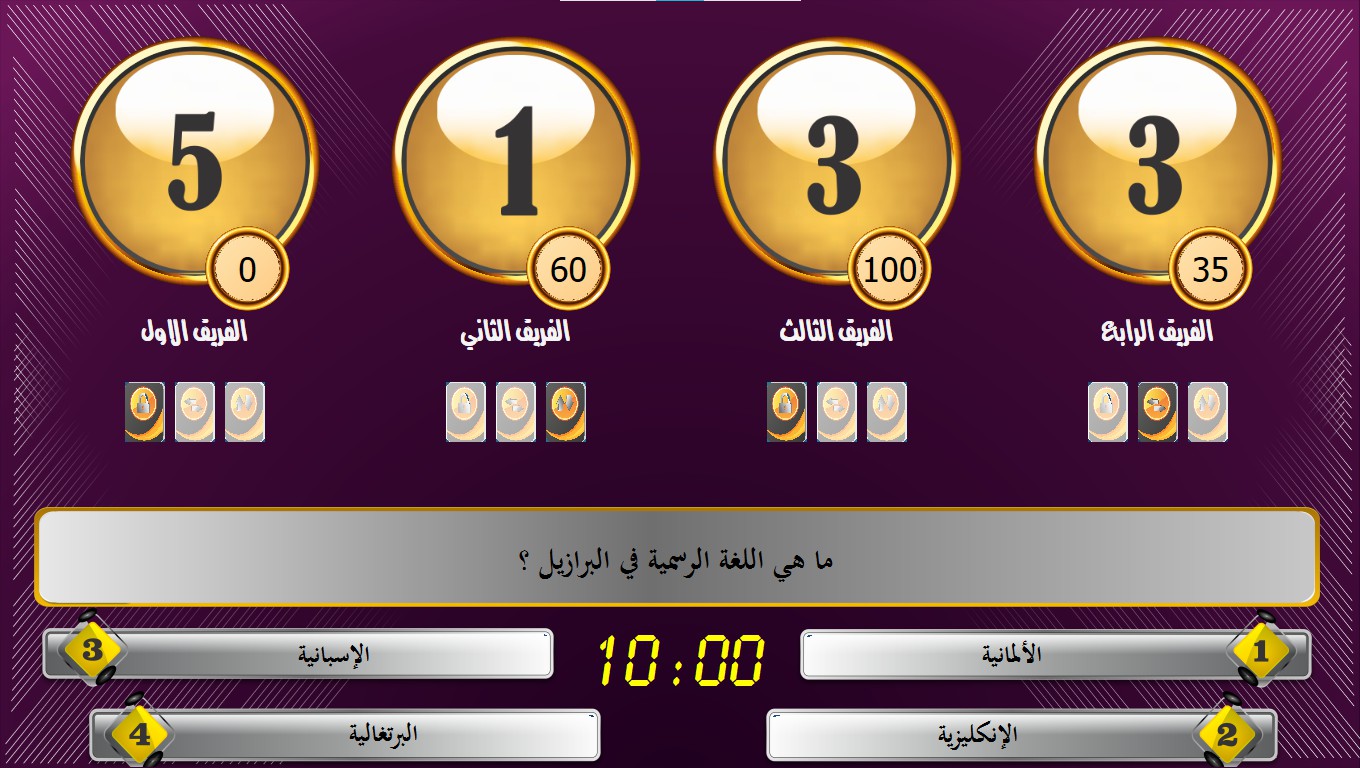 5
1
3
3
0
60
100
35
الفريق الاول
الفريق الثاني
الفريق الثالث
الفريق الرابع
ما هي اللغة الرسمية في البرازيل ؟
1 الألمانية
10:00
3 الإسبانية
2 الإنكليزية
4 البرتغالية